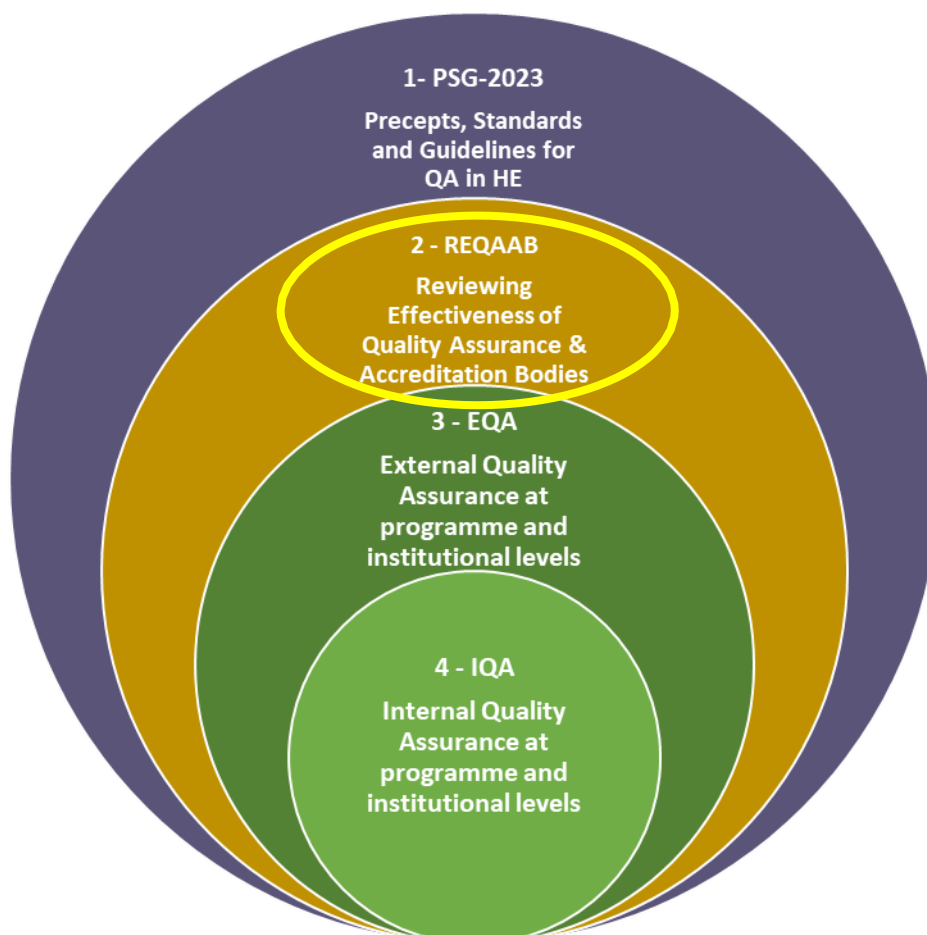 1- PSG-2023
Precepts, Standards
and Guidelines for
QA in HE
2 - REQAAB
Reviewing
Effectiveness of
Quality Assurance &
Accreditation Bodies
3 - EQA
External Quality
Assurance at
programme and
institutional levels
4 - IQA
Internal Quality
Assurance at
programme and
institutional levels